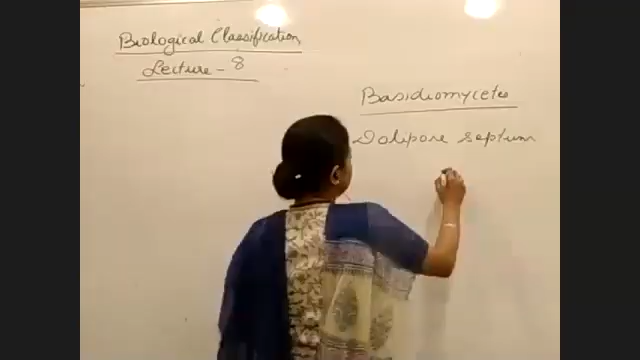 Biological Classification
Lecture - 8
Basidiomycetes
Dolipore septum